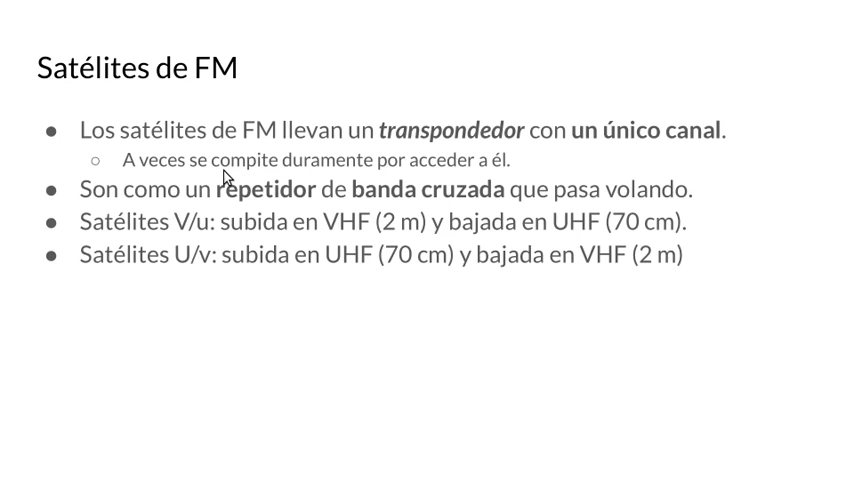 Satélites de FM
● Los satélites de FM llevan un transpondedor con un único canal.
○ A veces se compite duramente por acceder a él.
● Son como un repetidor de banda cruzada que pasa volando.
● Satélites V/u: subida en VHF (2 m) y bajada en UHF (70 cm).
● Satélites U/v: subida en UHF (70 cm) y bajada en VHF (2 m)